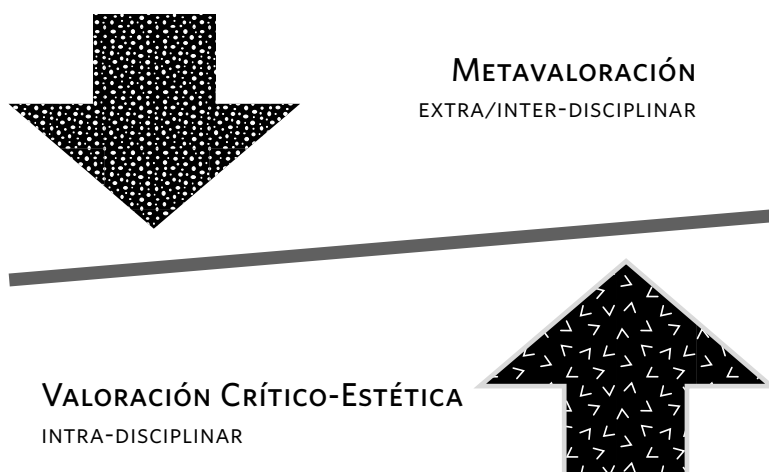 Metavaloración
extra/inter-disciplinar
Valoración Crítico-Estética
intra-disciplinar